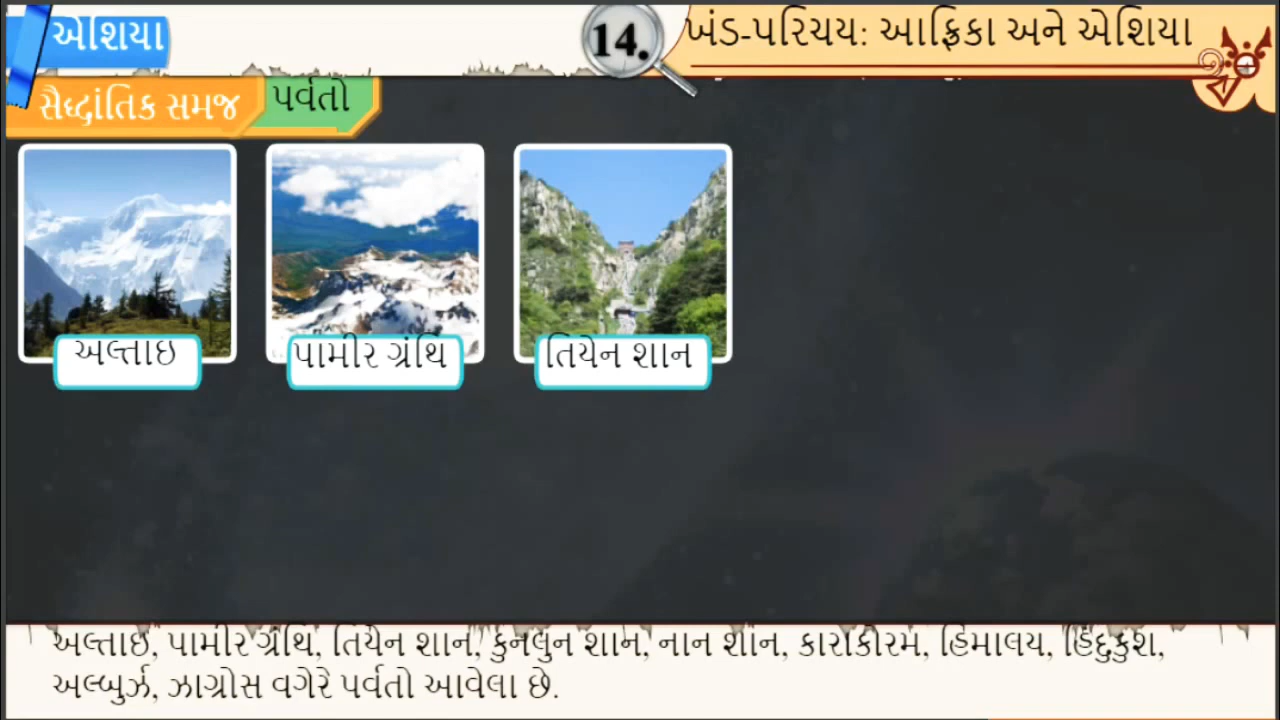 એશિયા
14.
ખંડ-પરિચય: આફ્રિકા અને એશિયા
સૈદ્ધાંતિક સમજ
પર્વતો
અલ્તાઇ
પામીર ગ્રંથિ
તિયેન શાન
અલ્તાઇ, પામીર ગ્રંથિ, તિયેન શાન, કુનલુન શાન, નાન શાન, કારાકોરમ, હિમાલય, હિંદુકુશ,
અલ્બુર્ઝ, ઝાગ્રોસ વગેરે પર્વતો આવેલા છે.